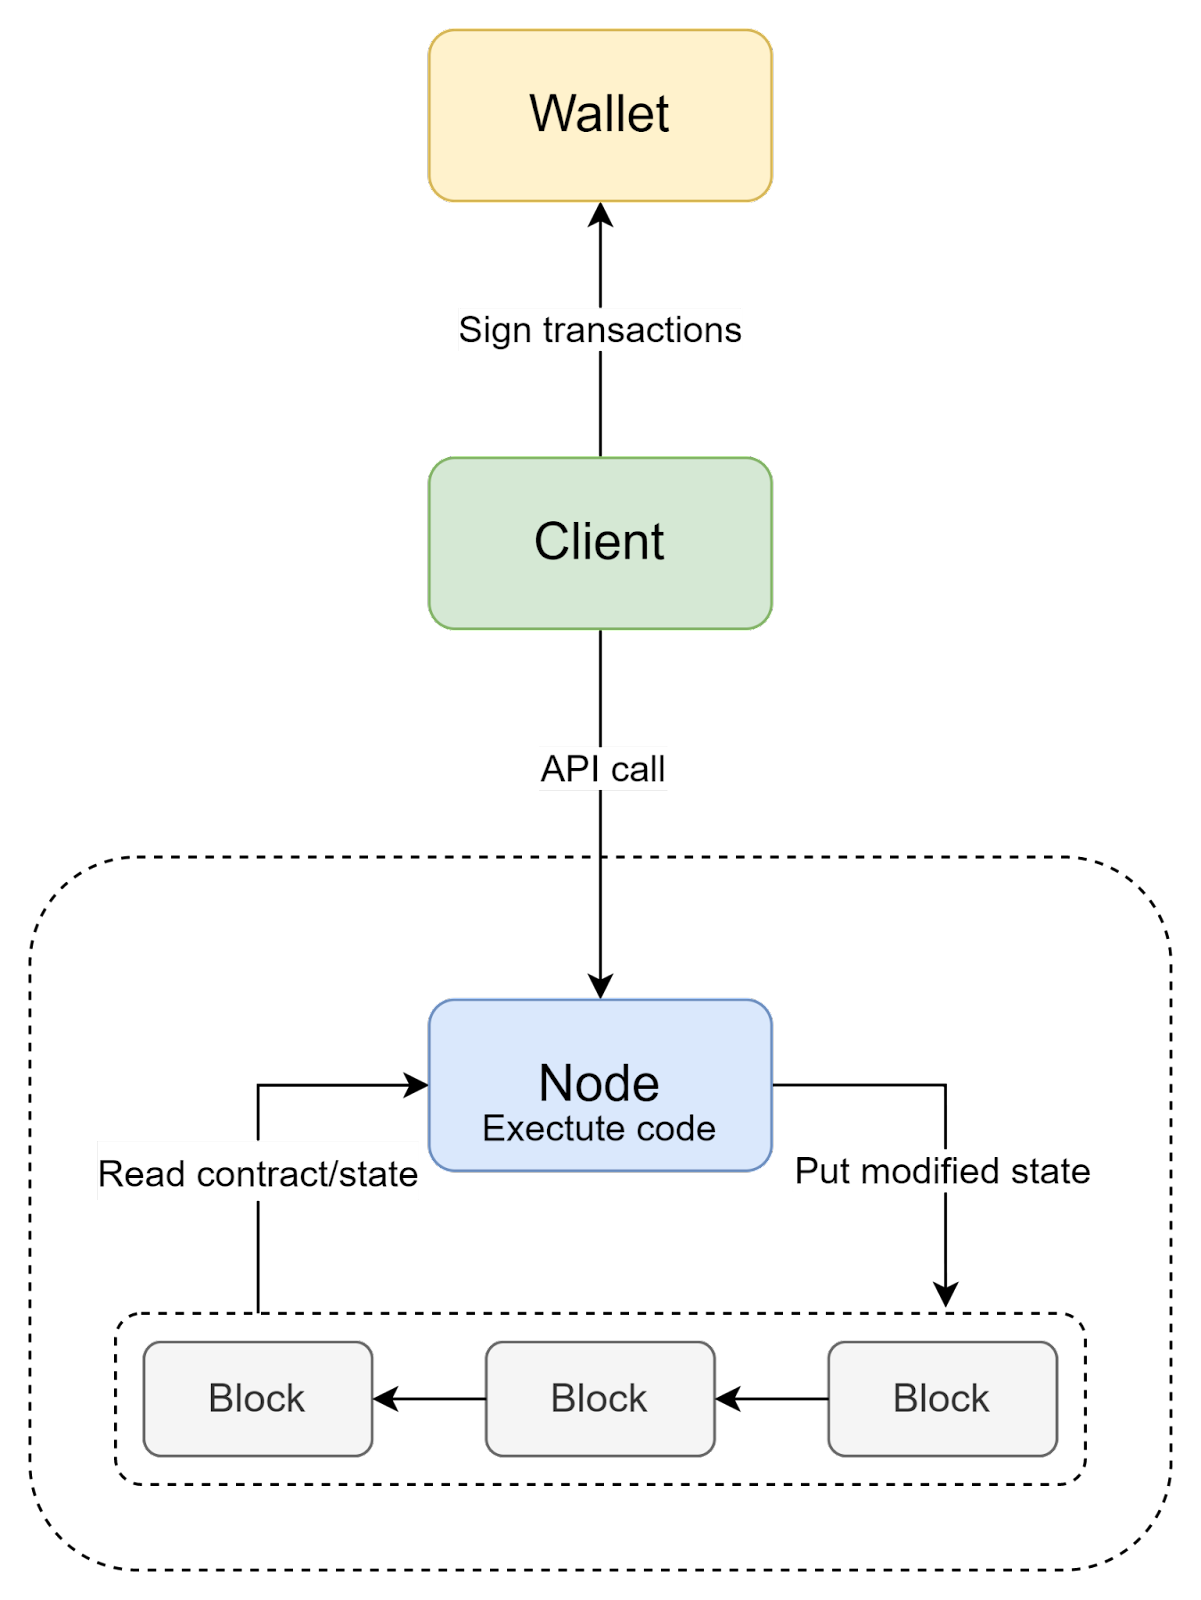 Wallet
Sign transactions
Client
API call
Node
Exectute code
Read contract/state
Put modified state
Block
Block
Block